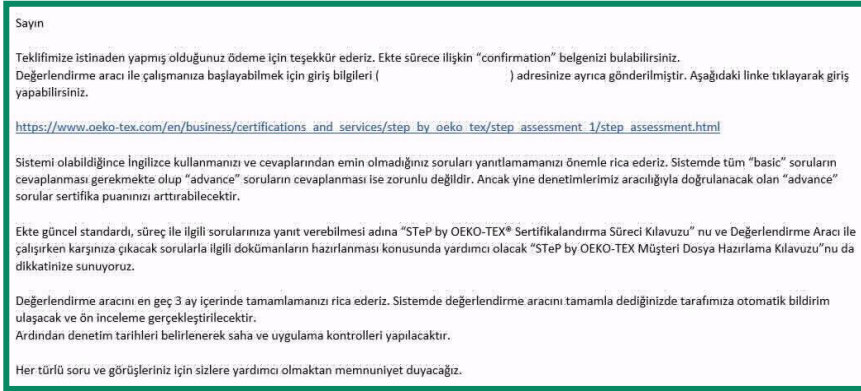 Sayın
Teklifimize istinaden yapmış olduğunuz ödeme için teşekkür ederiz. Ekte sürece ilişkin “confirmation” belgenizi bulabilirsiniz.
Değerlendirme aracı ile çalışmanıza başlayabilmek için giriş bilgileri ( ) adresinize ayrıca gönderilmiştir. Aşağıdaki linke tıklayarak giriş
yapabilirsiniz.
https://www.oeko-tex.com/en/business/certifications_and_services/step_by_oeko_tex/step_assessment_1/step_assessment.html
Sistemi olabildiğince İngilizce kullanmanızı ve cevaplarından emin olmadığınız soruları yanıtlamamanızı önemle rica ederiz. Sistemde tüm “basic” soruların
cevaplanması gerekmekte olup “advance” soruların cevaplanması ise zorunlu değildir. Ancak yine denetimlerimiz aracılığıyla doğrulanacak olan “advance”
sorular sertifika puanınızı arttırabilecektir.
Ekte güncel standardı, süreç ile ilgili sorularınıza yanıt verebilmesi adına “STeP by OEKO-TEX® Sertifikalandırma Süreci Kılavuzu” nu ve Değerlendirme Aracı ile
çalışırken karşınıza çıkacak sorularla ilgili dokümanların hazırlanması konusunda yardımcı olacak “STeP by OEKO-TEX Müşteri Dosya Hazırlama Kılavuzu”nu da
dikkatinize sunuyoruz.
Değerlendirme aracını en geç 3 ay içerinde tamamlamanızı rica ederiz. Sistemde değerlendirme aracını tamamla dediğinizde tarafımıza otomatik bildirim
ulaşacak ve ön inceleme gerçekleştirilecektir.
Ardından denetim tarihleri belirlenerek saha ve uygulama kontrolleri yapılacaktır.
Her türlü soru ve görüşleriniz için sizlere yardımcı olmaktan memnuniyet duyacağız.